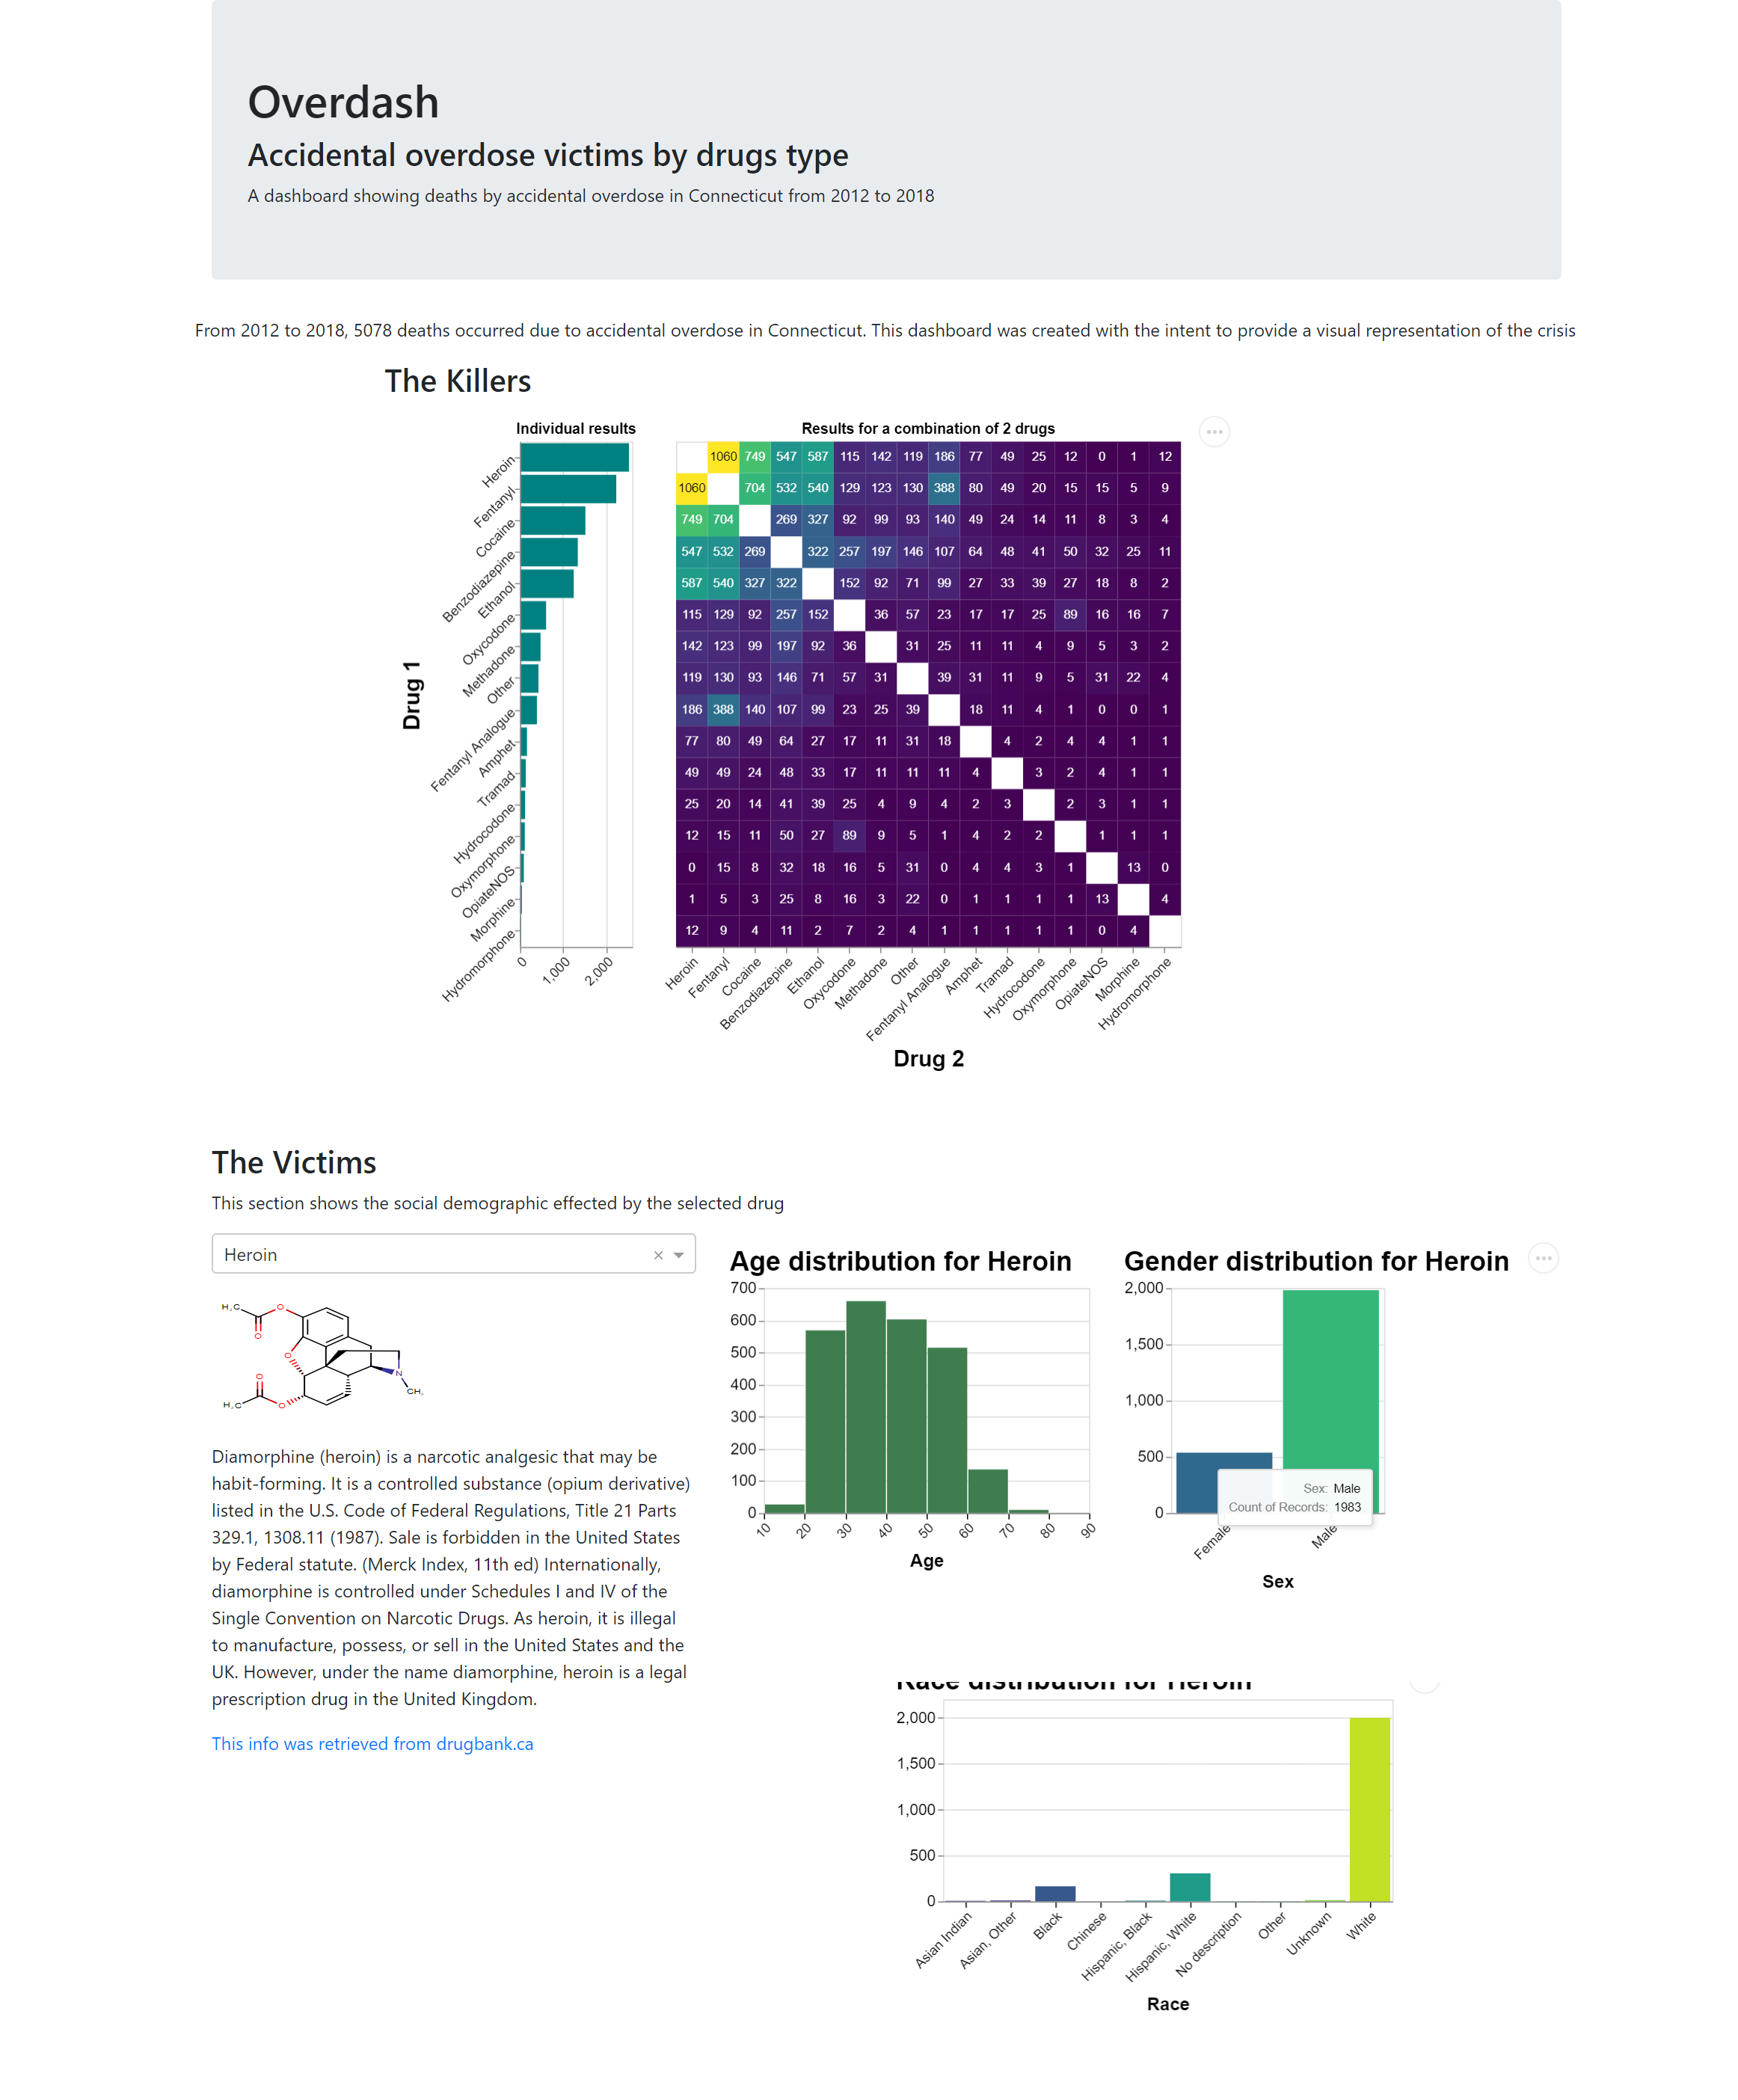 Overdash
Accidental overdose victims by drugs type
A dashboard showing deaths by accidental overdose in Connecticut from 2012 to 2018
From 2012 to 2018, 5078 deaths occurred due to accidental overdose in Connecticut. This dashboard was created with the intent to provide a visual representation of the crisis
The Killers
Individual results
Results for a combination of 2 drugs
Drug 1
Heroin
Fentanyl
Cocaine
Benzodiazepine
Ethanol
Oxycodone
Methadone
Other
Fentanyl Analogue
Amphet
Tramad
Hydrocodone
Oxymorphone
OpiateNOS
Morphine
Hydromorphone
0 1,000 2,000
1060 749 547 587 115 142 119 186 77 49 25 12 0 1 12
1060 704 532 540 129 123 130 388 80 49 20 15 15 5 9
749 704 269 327 92 99 93 140 49 24 14 11 8 3 4
547 532 269 322 257 197 146 107 64 48 41 50 32 25 11
587 540 327 322 152 92 71 99 27 33 39 27 18 8 2
115 129 92 257 152 36 57 23 17 17 25 89 16 16 7
142 123 99 197 92 36 31 25 11 11 4 9 5 3 2
119 130 93 146 71 57 31 39 31 11 9 5 31 22 4
186 388 140 107 99 23 25 39 18 11 4 1 0 0 1
77 80 49 64 27 17 11 31 18 4 2 4 4 1 1
49 49 24 48 33 17 11 11 11 4 3 2 4 1 1
25 20 14 41 39 25 4 9 4 2 3 2 3 1 1
12 15 11 50 27 89 9 5 1 4 2 2 1 1 1
0 15 8 32 18 16 5 31 0 4 4 3 1 13 0
1 5 3 25 8 16 3 22 0 1 1 1 1 13 4
12 9 4 11 2 7 2 4 1 1 1 1 1 0 4
Heroin Fentanyl Cocaine Benzodiazepine Ethanol Oxycodone Methadone Other Fentanyl Analogue Amphet Tramad Hydrocodone Oxymorphone OpiateNOS Morphine Hydromorphone
Drug 2
The Victims
This section shows the social demographic effected by the selected drug
Heroin
H₃C O O
O N CH₃
O
H₃C O
Diamorphine (heroin) is a narcotic analgesic that may be
habit-forming. It is a controlled substance (opium derivative)
listed in the U.S. Code of Federal Regulations, Title 21 Parts
329.1, 1308.11 (1987). Sale is forbidden in the United States
by Federal statute. (Merck Index, 11th ed) Internationally,
diamorphine is controlled under Schedules I and IV of the
Single Convention on Narcotic Drugs. As heroin, it is illegal
to manufacture, possess, or sell in the United States and the
UK. However, under the name diamorphine, heroin is a legal
prescription drug in the United Kingdom.
This info was retrieved from drugbank.ca
Age distribution for Heroin
700
600
500
400
300
200
100
0
10 20 30 40 50 60 70 80 90
Age
Gender distribution for Heroin
2,000
1,500
1,000
500
0
Sex: Male
Count of Records: 1983
Female Male
Sex
Race distribution for Heroin
2,000
1,500
1,000
500
0
Asian Indian Asian, Other Black Chinese Hispanic, Black Hispanic, White No description Other Unknown White
Race